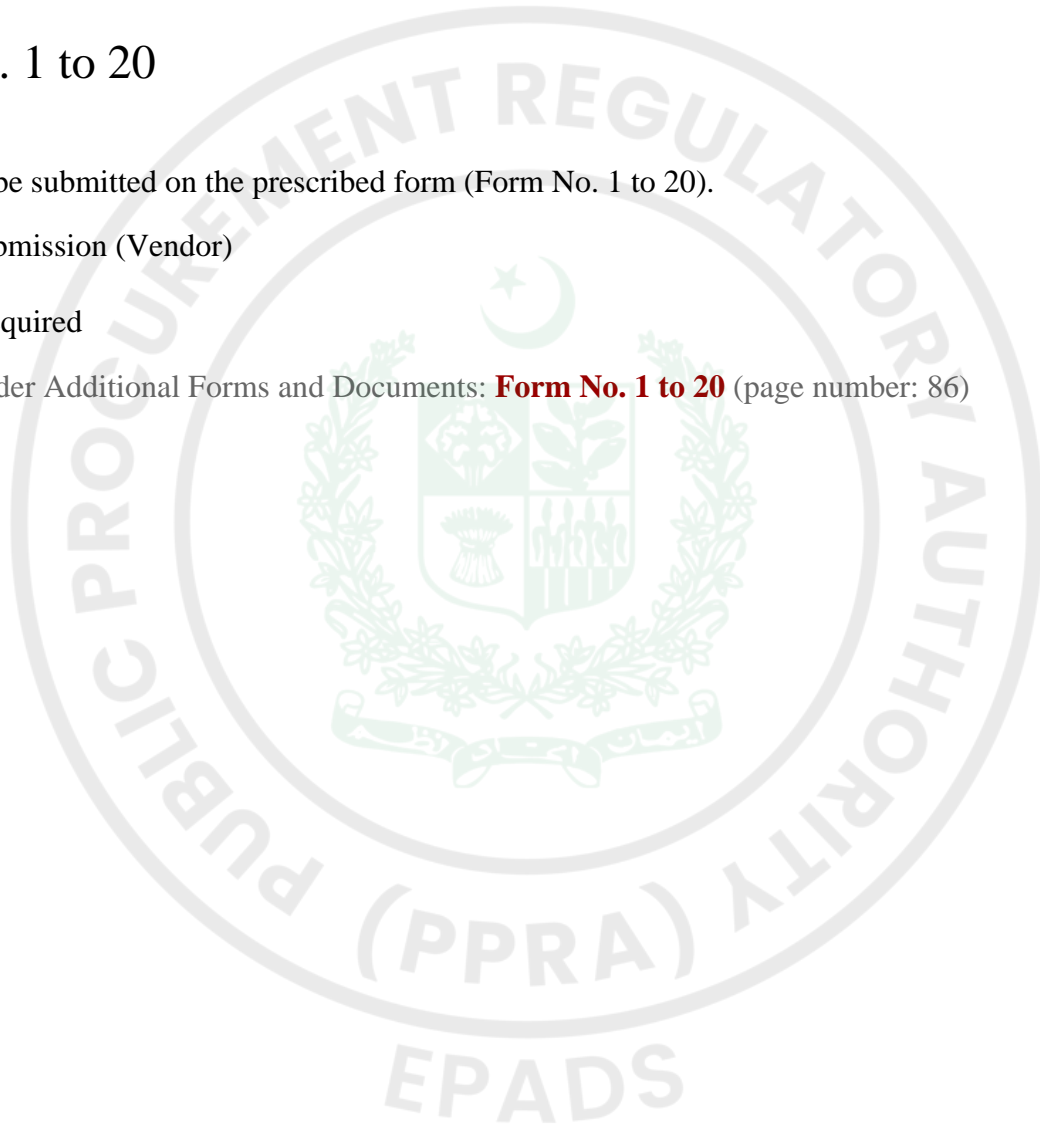 . 1 to 20
be submitted on the prescribed form (Form No. 1 to 20).
mission (Vendor)
quired
der Additional Forms and Documents: Form No. 1 to 20 (page number: 86)
PUBLIC PROCUREMENT REGULATORY AUTHORITY
(PPRA)
EPADS